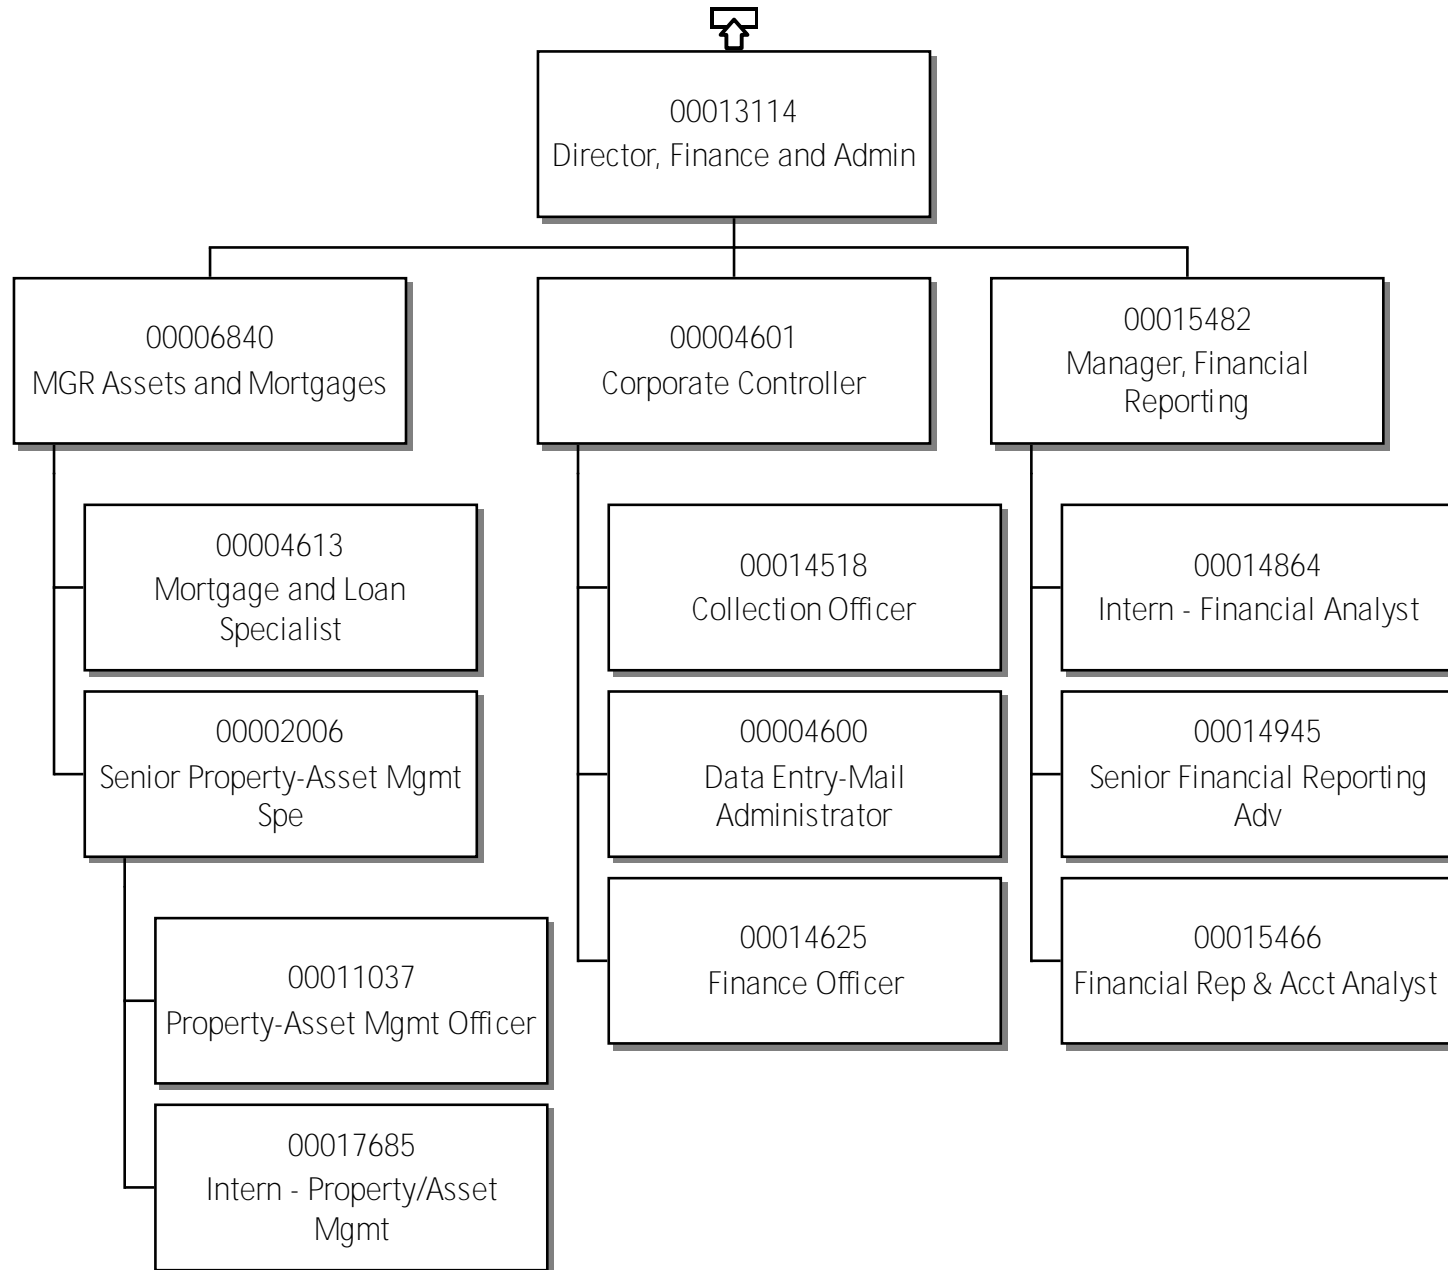 00013114
Director, Finance and Admin
00006840
MGR Assets and Mortgages
00004613
Mortgage and Loan
Specialist
00002006
Senior Property-Asset Mgmt
Spe
00011037
Property-Asset Mgmt Officer
00017685
Intern - Property/Asset
Mgmt
00004601
Corporate Controller
00014518
Collection Officer
00004600
Data Entry-Mail
Administrator
00014625
Finance Officer
00015482
Manager, Financial
Reporting
00014864
Intern - Financial Analyst
00014945
Senior Financial Reporting
Adv
00015466
Financial Rep & Acct Analyst